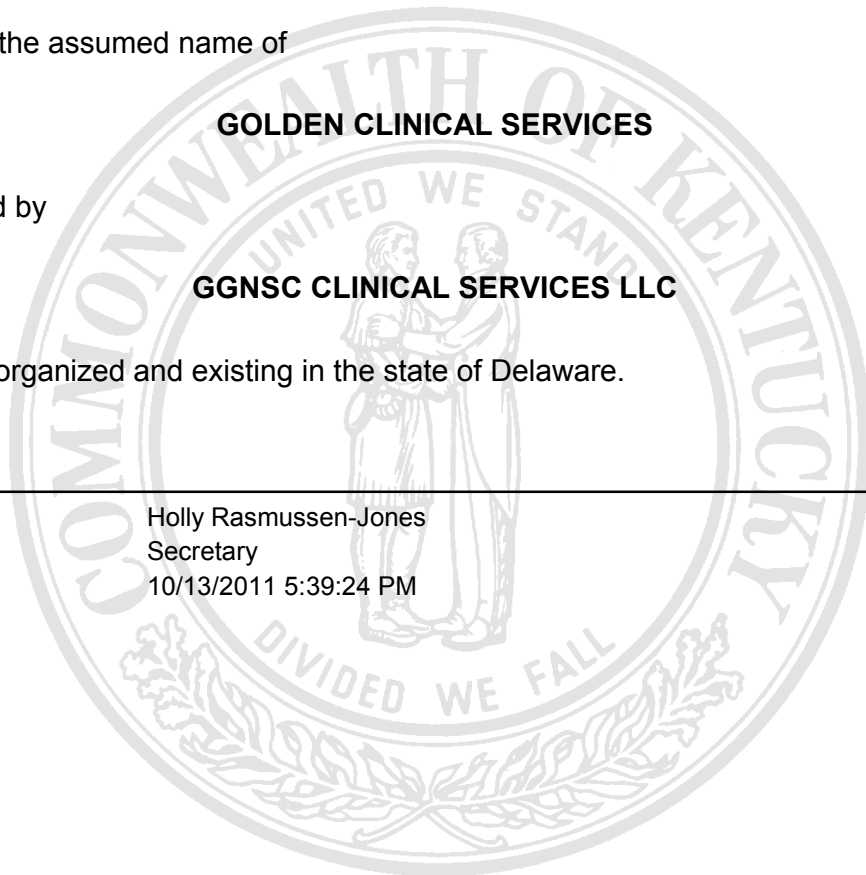 the assumed name of
GOLDEN CLINICAL SERVICES
d by
GGNSC CLINICAL SERVICES LLC
organized and existing in the state of Delaware.
Holly Rasmussen-Jones
Secretary
10/13/2011 5:39:24 PM
COMMONWEALTH OF KENTUCKY
UNITED WE STAND
DIVIDED WE FALL